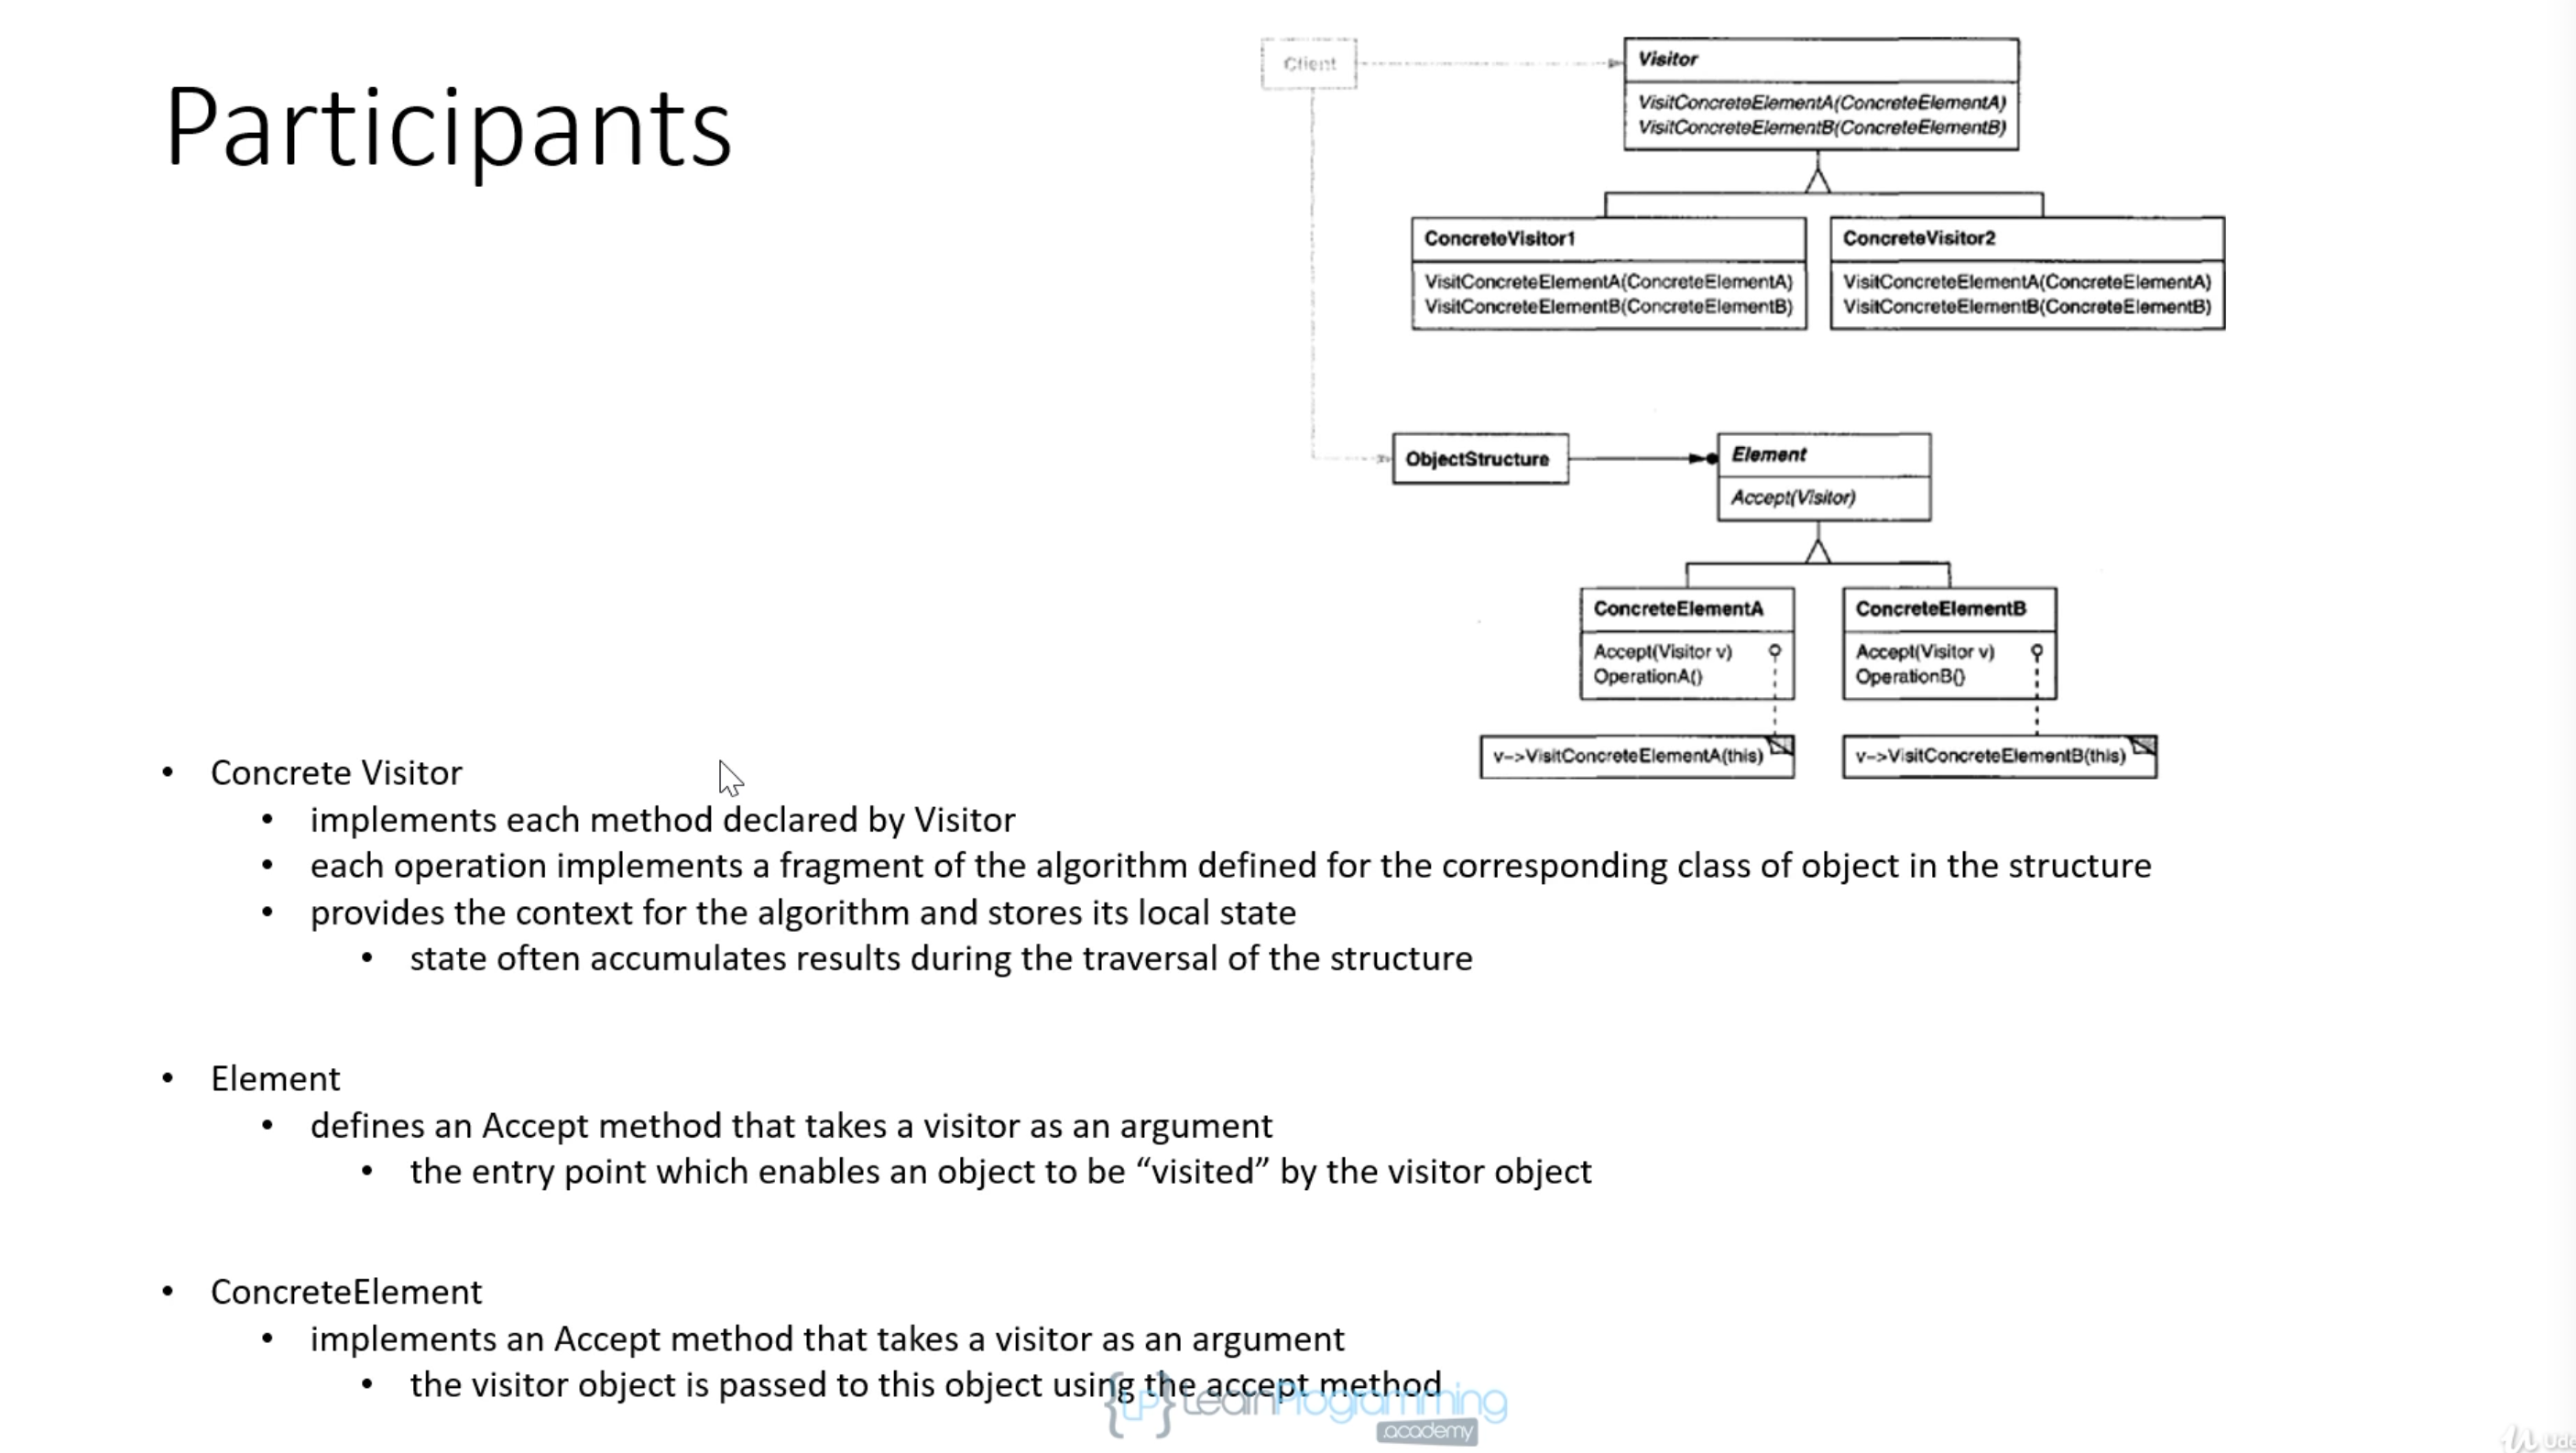 Participants
Client
Visitor
VisitConcreteElementA(ConcreteElementA)
VisitConcreteElementB(ConcreteElementB)
ConcreteVisitor1
VisitConcreteElementA(ConcreteElementA)
VisitConcreteElementB(ConcreteElementB)
ConcreteVisitor2
VisitConcreteElementA(ConcreteElementA)
VisitConcreteElementB(ConcreteElementB)
ObjectStructure
Element
Accept(Visitor)
ConcreteElementA
Accept(Visitor v)
OperationA()
ConcreteElementB
Accept(Visitor v)
OperationB()
v->VisitConcreteElementA(this)
v->VisitConcreteElementB(this)
• Concrete Visitor
• implements each method declared by Visitor
• each operation implements a fragment of the algorithm defined for the corresponding class of object in the structure
• provides the context for the algorithm and stores its local state
• state often accumulates results during the traversal of the structure
• Element
• defines an Accept method that takes a visitor as an argument
• the entry point which enables an object to be “visited” by the visitor object
• ConcreteElement
• implements an Accept method that takes a visitor as an argument
• the visitor object is passed to this object using the accept method
{LP} LearnProgramming
.academy